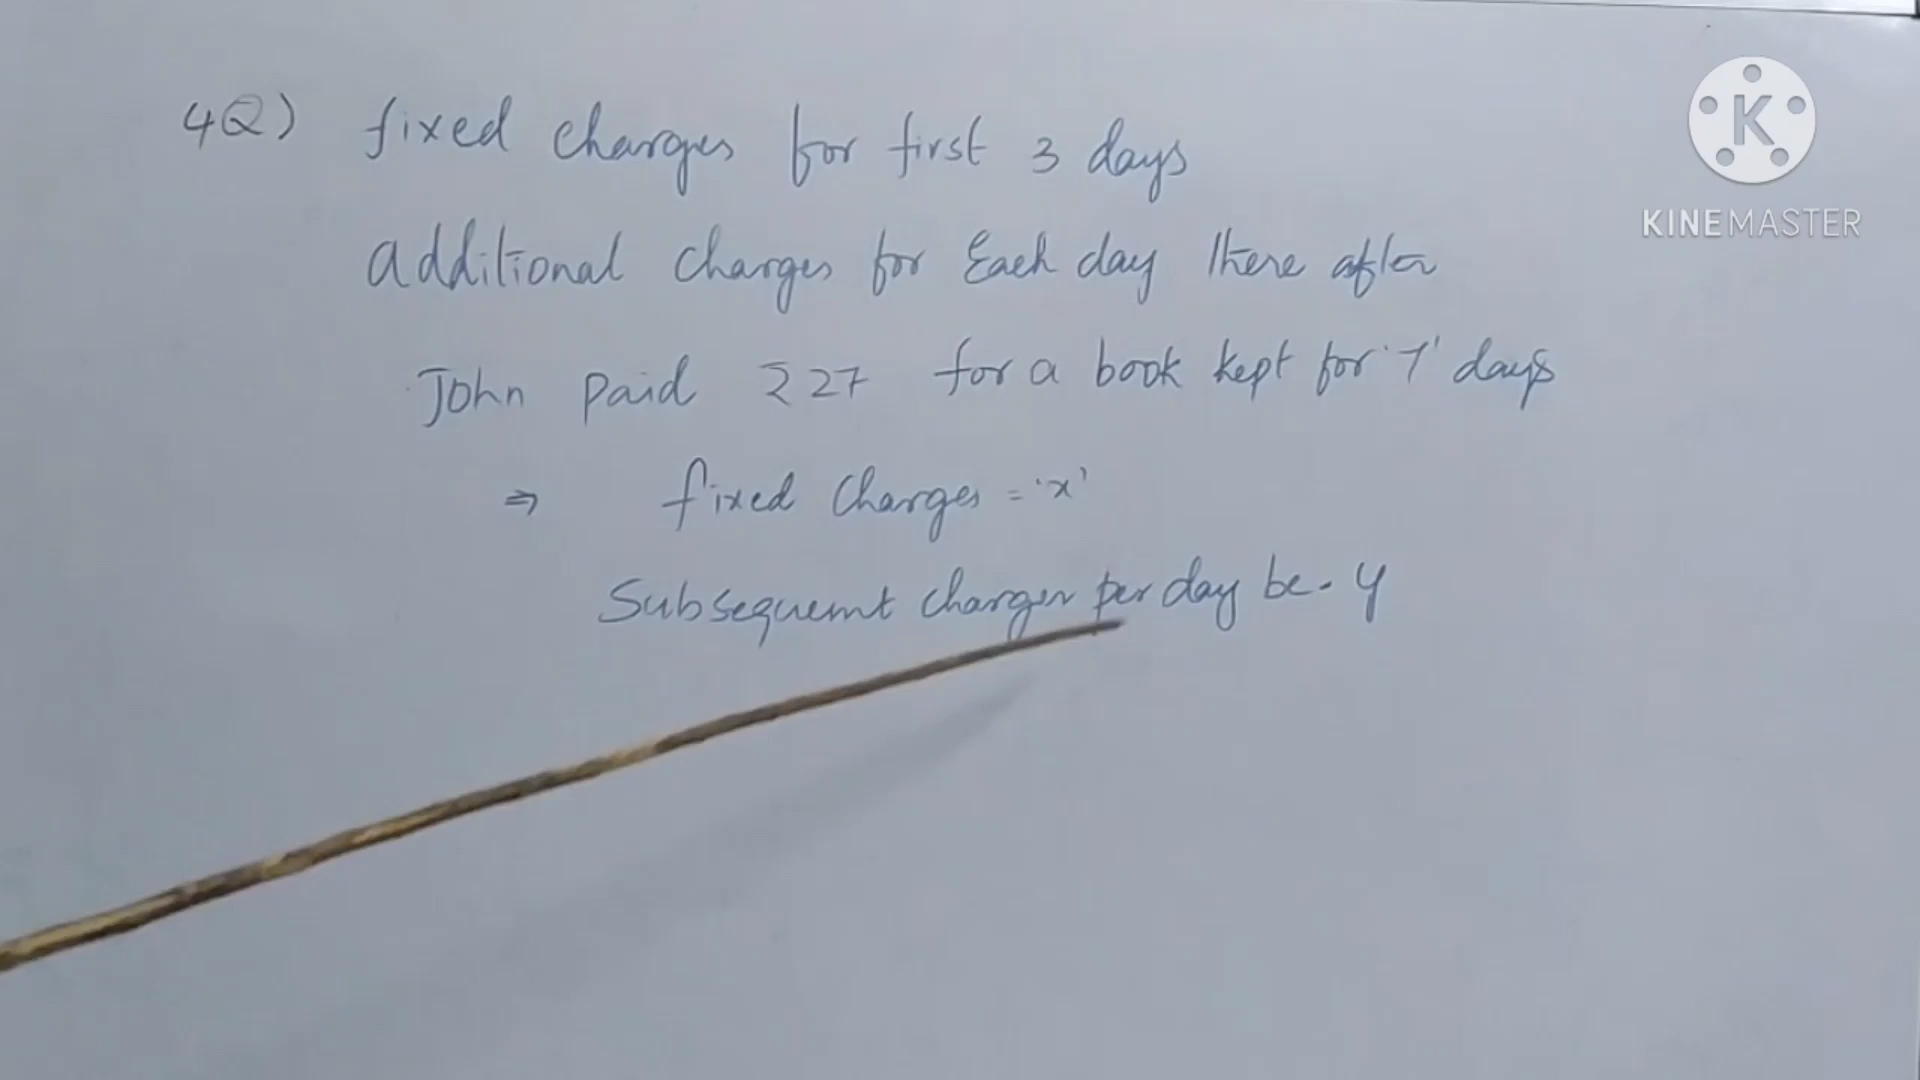 4Q) fixed charges for first 3 days
additional charges for Each day there after
John paid ₹27 for a book kept for '7' days
⇒ fixed charges = 'x'
Subsequemt charges per day be - y
K
KINEMASTER